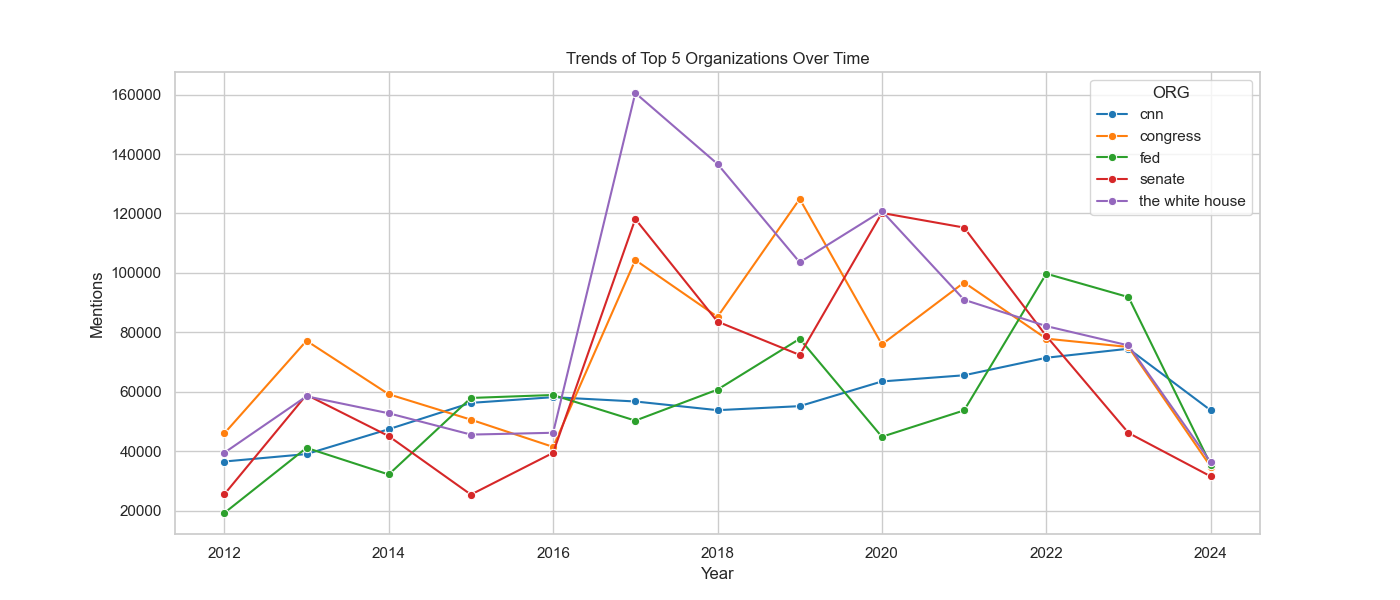 Trends of Top 5 Organizations Over Time
160000
140000
120000
100000
80000
60000
40000
20000
Mentions
2012
2014
2016
2018
2020
2022
2024
Year
ORG
cnn
congress
fed
senate
the white house